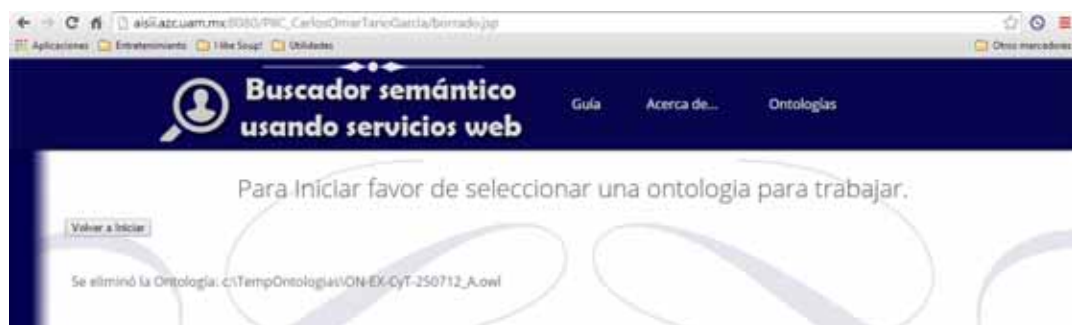 aisii.azc.uam.mx:8080/PIIC_CarlosOmarTanoGarcia/borrado.jsp
Aplicaciones Entretenimiento I like Soup! Utilidades Otros marcadores
Buscador semántico
usando servicios web
Guía Acerca de... Ontologías
Para Iniciar favor de seleccionar una ontologia para trabajar.
Volver a Iniciar
Se eliminó la Ontología: c:\TempOntologias\ON-EX-CyT-250712_A.owl